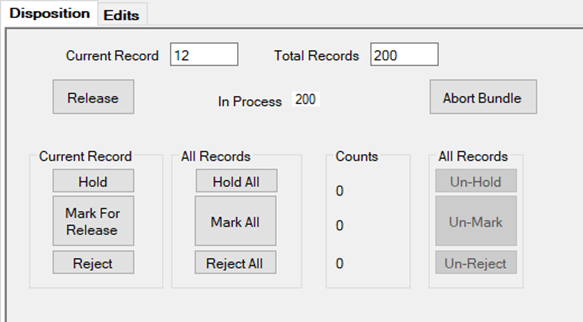 Disposition Edits
Current Record 12 Total Records 200
Release In Process 200 Abort Bundle
Current Record All Records Counts All Records
Hold Hold All 0 Un-Hold
Mark For
Release Mark All 0 Un-Mark
Reject Reject All 0 Un-Reject